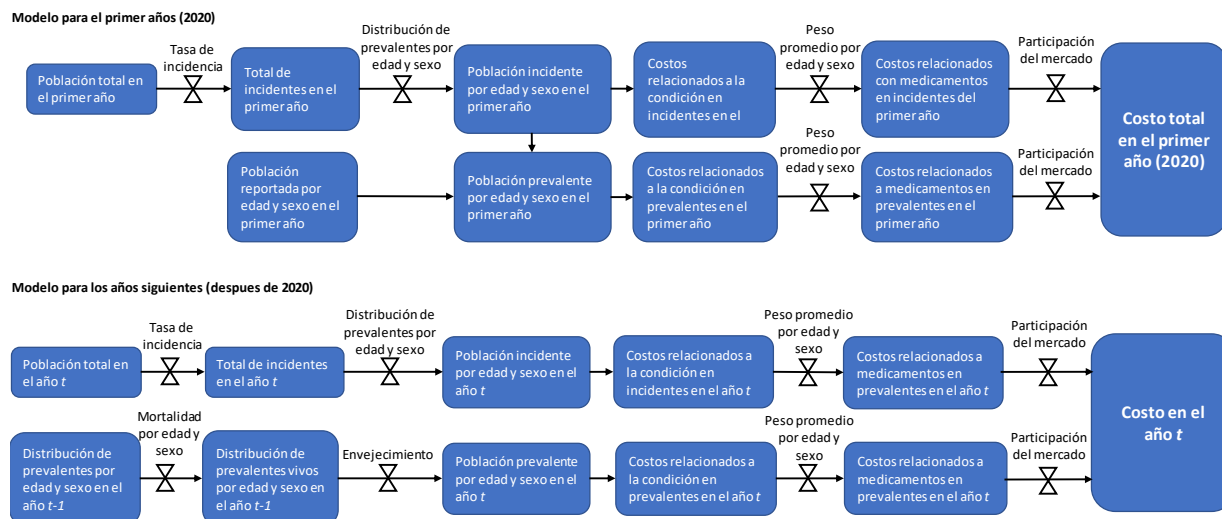 Modelo para el primer años (2020)
Tasa de
incidencia
Distribución de
prevalentes por
edad y sexo
Peso
promedio por
edad y sexo
Participación
del mercado
Población total en
el primer año
Total de
incidentes en el
primer año
Población incidente
por edad y sexo en el
primer año
Costos
relacionados a la
condición en
incidentes en el
Costos relacionados
con medicamentos
en incidentes del
primer año
Costo total
en el primer
año (2020)
Peso
promedio por
edad y sexo
Participación
del mercado
Población
reportada por
edad y sexo en el
primer año
Población prevalente
por edad y sexo en el
primer año
Costos relacionados
a la condición en
prevalentes en el
primer año
Costos relacionados
a medicamentos en
prevalentes en el
primer año
Modelo para los años siguientes (despues de 2020)
Tasa de
incidencia
Distribución de
prevalentes por
edad y sexo
Peso promedio
por edad y
sexo
Participación
del mercado
Población total en
el año t
Total de incidentes
en el año t
Población incidente
por edad y sexo en el
año t
Costos relacionados a
la condición en
incidentes en el año t
Costos relacionados a
medicamentos en
prevalentes en el año t
Costo en el
año t
Mortalidad
por edad y
sexo
Envejecimiento
Peso promedio
por edad y
sexo
Participación
del mercado
Distribución de
prevalentes por
edad y sexo en el
año t-1
Distribución de
prevalentes vivos
por edad y sexo en
el año t-1
Población prevalente
por edad y sexo en el
año t
Costos relacionados a
la condición en
prevalentes en el año t
Costos relacionados a
medicamentos en
prevalentes en el año t